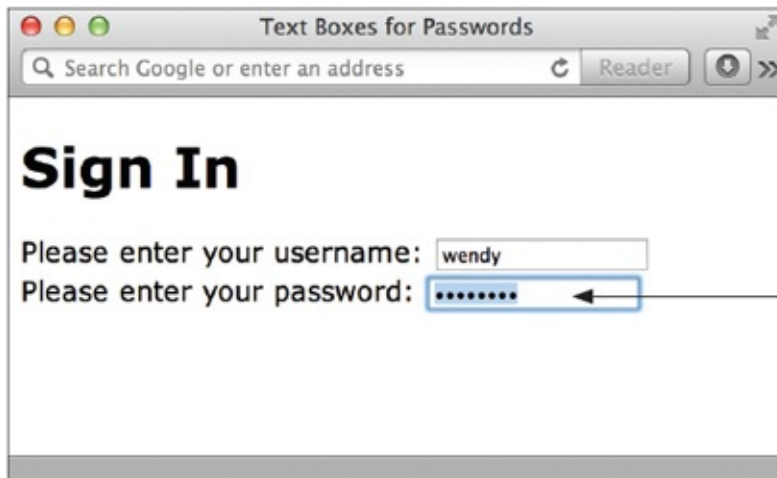 Text Boxes for Passwords
Search Google or enter an address
Reader
Sign In
Please enter your username: wendy
Please enter your password: ••••••••